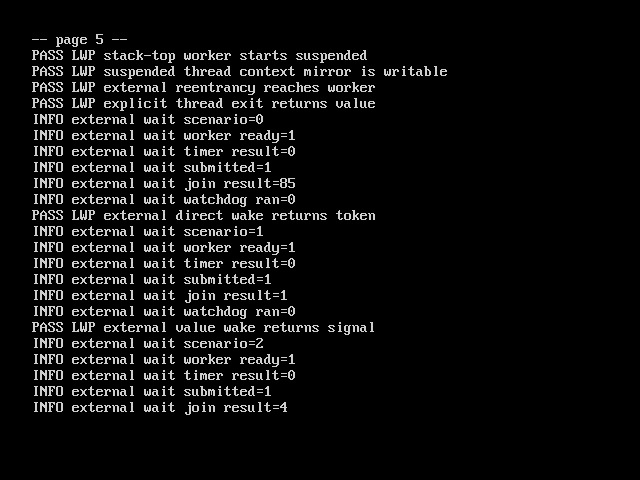 -- page 5 --
PASS LWP stack-top worker starts suspended
PASS LWP suspended thread context mirror is writable
PASS LWP external reentrancy reaches worker
PASS LWP explicit thread exit returns value
INFO external wait scenario=0
INFO external wait worker ready=1
INFO external wait timer result=0
INFO external wait submitted=1
INFO external wait join result=85
INFO external wait watchdog ran=0
PASS LWP external direct wake returns token
INFO external wait scenario=1
INFO external wait worker ready=1
INFO external wait timer result=0
INFO external wait submitted=1
INFO external wait join result=1
INFO external wait watchdog ran=0
PASS LWP external value wake returns signal
INFO external wait scenario=2
INFO external wait worker ready=1
INFO external wait timer result=0
INFO external wait submitted=1
INFO external wait join result=4